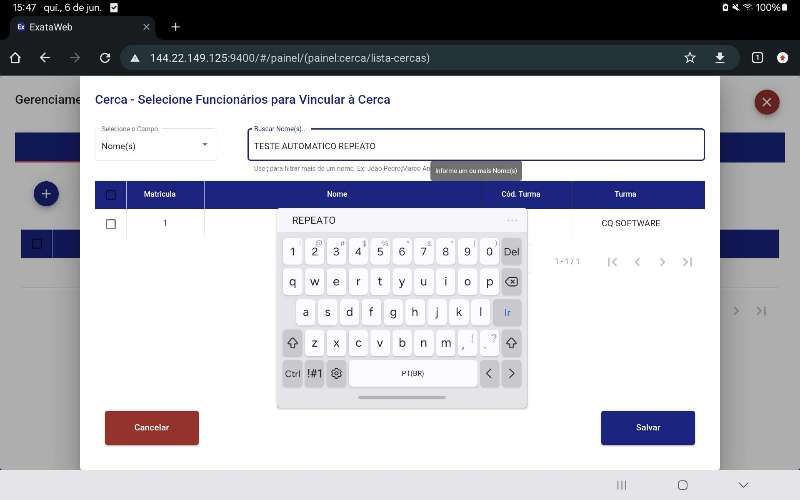 15:47 qui., 6 de jun.
100%
ExataWeb
144.22.149.125:9400/#/painel/(painel:cerca/lista-cercas)
1
Gerenciame
Cerca - Selecione Funcionários para Vincular à Cerca
Selecione o Campo
Nome(s)
Buscar Nome(s)..
TESTE AUTOMATICO REPEATO
Use ; para filtrar mais de um nome. Ex: João Pedro;Marco An
Informe um ou mais Nome(s)
Matrícula Nome Cód. Turma Turma
1 CQ SOFTWARE
REPEATO ...
1 2 3 4 5 6 7 8 9 0 Del
q w e r t y u i o p
a s d f g h j k l Ir
z x c v b n m , ! . ?
Ctrl !#1 PT(BR) < >
1 - 1 / 1
Cancelar Salvar